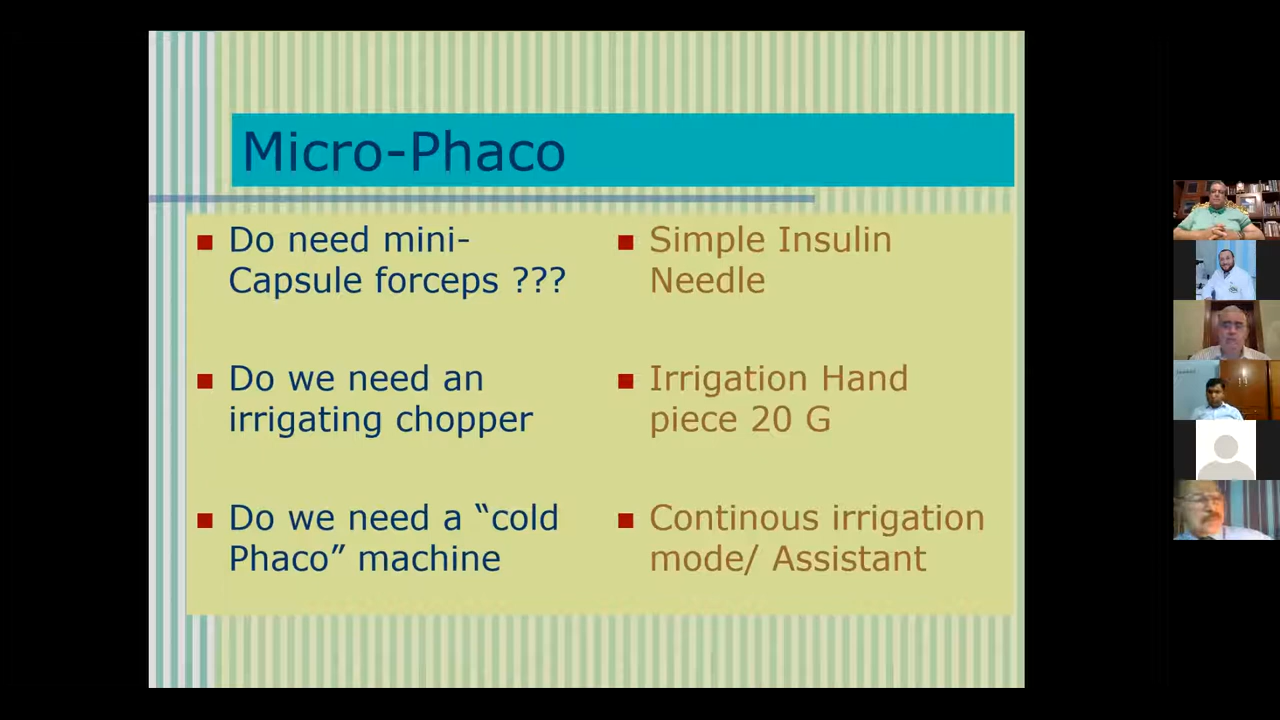 Micro-Phaco
Do need mini-
Capsule forceps ???
Do we need an
irrigating chopper
Do we need a “cold
Phaco” machine
Simple Insulin
Needle
Irrigation Hand
piece 20 G
Continous irrigation
mode/ Assistant